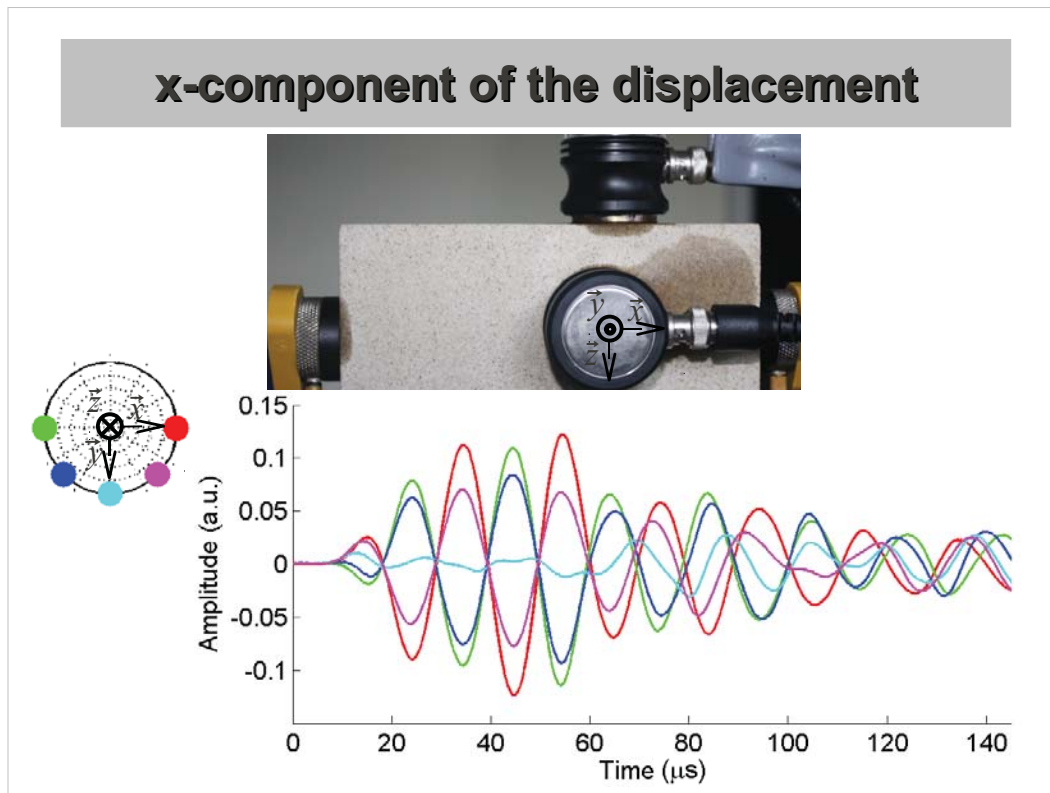 x-component of the displacement
y⃗ x⃗
z⃗
z⃗ x⃗
y⃗
0.15
0.1
0.05
0
-0.05
-0.1
Amplitude (a.u.)
0 20 40 60 80 100 120 140
Time (μs)